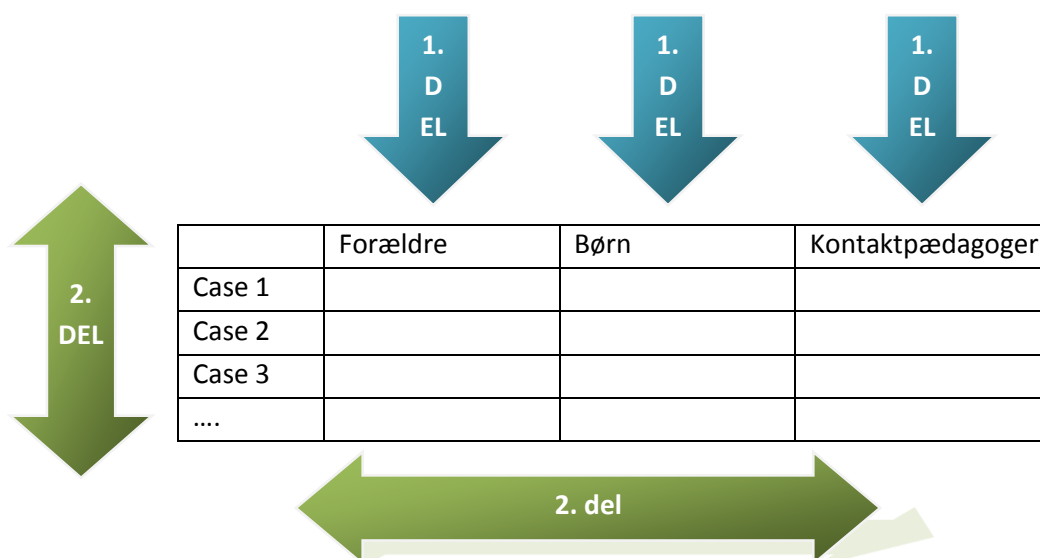 1.
D
EL
1.
D
EL
1.
D
EL
Forældre Børn Kontaktpædagoger
Case 1
Case 2
Case 3
....
2.
DEL
2. del